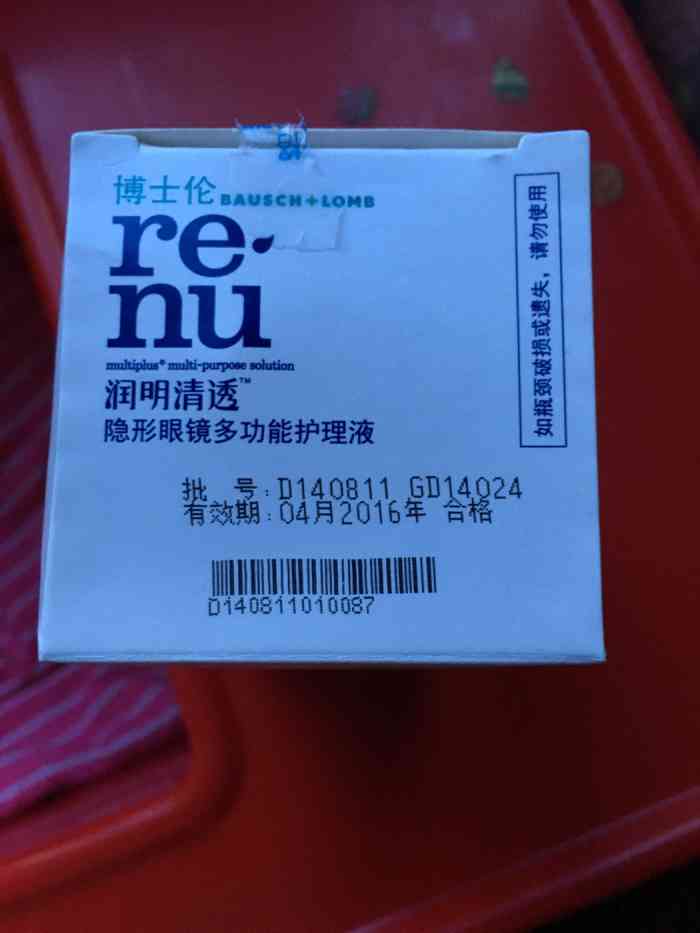 博士伦 BAUSCH+LOMB
re
nu
multiplus® multi-purpose solution
润明清透™
隐形眼镜多功能护理液
如瓶颈破损或遗失，请勿使用
批 号：D140811 GD14024
有效期：04月2016年 合格
D140811010087